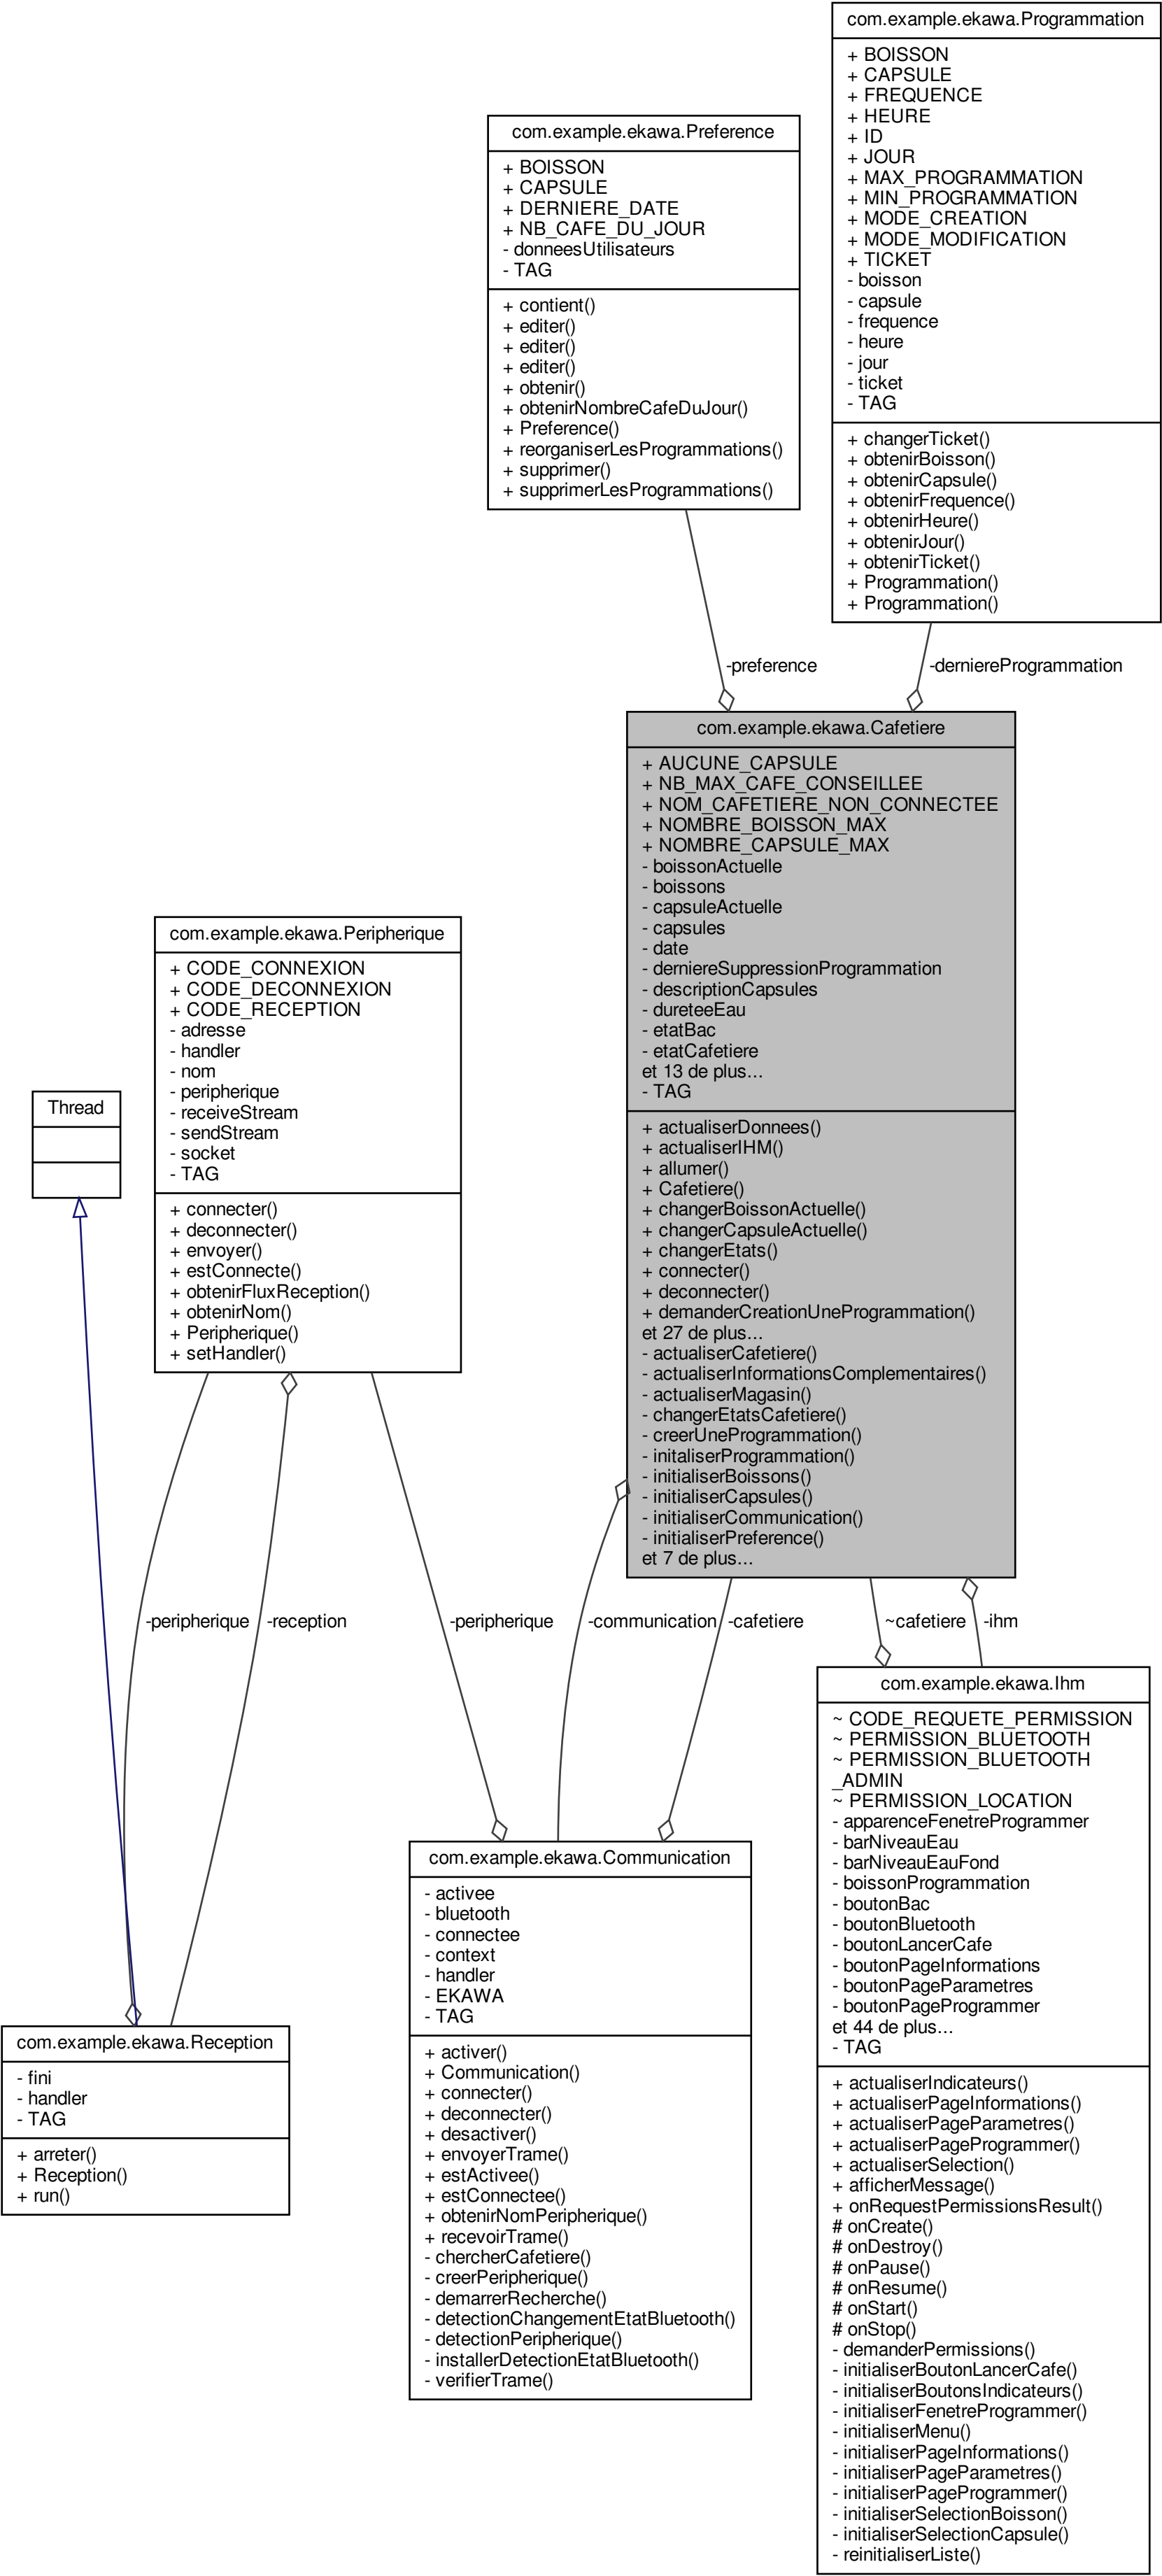 com.example.ekawa.Programmation
+ BOISSON
+ CAPSULE
+ FREQUENCE
+ HEURE
+ ID
+ JOUR
+ MAX_PROGRAMMATION
+ MIN_PROGRAMMATION
+ MODE_CREATION
+ MODE_MODIFICATION
+ TICKET
- boisson
- capsule
- frequence
- heure
- jour
- ticket
- TAG
+ changerTicket()
+ obtenirBoisson()
+ obtenirCapsule()
+ obtenirFrequence()
+ obtenirHeure()
+ obtenirJour()
+ obtenirTicket()
+ Programmation()
+ Programmation()
com.example.ekawa.Preference
+ BOISSON
+ CAPSULE
+ DERNIERE_DATE
+ NB_CAFE_DU_JOUR
- donneesUtilisateurs
- TAG
+ contient()
+ editer()
+ editer()
+ editer()
+ obtenir()
+ obtenirNombreCafeDuJour()
+ Preference()
+ reorganiserLesProgrammations()
+ supprimer()
+ supprimerLesProgrammations()
-preference
-derniereProgrammation
com.example.ekawa.Cafetiere
+ AUCUNE_CAPSULE
+ NB_MAX_CAFE_CONSEILLEE
+ NOM_CAFETIERE_NON_CONNECTEE
+ NOMBRE_BOISSON_MAX
+ NOMBRE_CAPSULE_MAX
- boissonActuelle
- boissons
- capsuleActuelle
- capsules
- date
- derniereSuppressionProgrammation
- descriptionCapsules
- dureteeEau
- etatBac
- etatCafetiere
et 13 de plus...
- TAG
+ actualiserDonnees()
+ actualiserIHM()
+ allumer()
+ Cafetiere()
+ changerBoissonActuelle()
+ changerCapsuleActuelle()
+ changerEtats()
+ connecter()
+ deconnecter()
+ demanderCreationUneProgrammation()
et 27 de plus...
- actualiserCafetiere()
- actualiserInformationsComplementaires()
- actualiserMagasin()
- changerEtatsCafetiere()
- creerUneProgrammation()
- initaliserProgrammation()
- initialiserBoissons()
- initialiserCapsules()
- initialiserCommunication()
- initialiserPreference()
et 7 de plus...
com.example.ekawa.Peripherique
+ CODE_CONNEXION
+ CODE_DECONNEXION
+ CODE_RECEPTION
- adresse
- handler
- nom
- peripherique
- receiveStream
- sendStream
- socket
- TAG
+ connecter()
+ deconnecter()
+ envoyer()
+ estConnecte()
+ obtenirFluxReception()
+ obtenirNom()
+ Peripherique()
+ setHandler()
Thread
-peripherique
-reception
-peripherique
-communication
-cafetiere
~cafetiere
-ihm
com.example.ekawa.Ihm
~ CODE_REQUETE_PERMISSION
~ PERMISSION_BLUETOOTH
~ PERMISSION_BLUETOOTH
_ADMIN
~ PERMISSION_LOCATION
- apparenceFenetreProgrammer
- barNiveauEau
- barNiveauEauFond
- boissonProgrammation
- boutonBac
- boutonBluetooth
- boutonLancerCafe
- boutonPageInformations
- boutonPageParametres
- boutonPageProgrammer
et 44 de plus...
- TAG
+ actualiserIndicateurs()
+ actualiserPageInformations()
+ actualiserPageParametres()
+ actualiserPageProgrammer()
+ actualiserSelection()
+ afficherMessage()
+ onRequestPermissionsResult()
# onCreate()
# onDestroy()
# onPause()
# onResume()
# onStart()
# onStop()
- demanderPermissions()
- initialiserBoutonLancerCafe()
- initialiserBoutonsIndicateurs()
- initialiserFenetreProgrammer()
- initialiserMenu()
- initialiserPageInformations()
- initialiserPageParametres()
- initialiserPageProgrammer()
- initialiserSelectionBoisson()
- initialiserSelectionCapsule()
- reinitialiserListe()
com.example.ekawa.Communication
- activee
- bluetooth
- connectee
- context
- handler
- EKAWA
- TAG
+ activer()
+ Communication()
+ connecter()
+ deconnecter()
+ desactiver()
+ envoyerTrame()
+ estActivee()
+ estConnectee()
+ obtenirNomPeripherique()
+ recevoirTrame()
- chercherCafetiere()
- creerPeripherique()
- demarrerRecherche()
- detectionChangementEtatBluetooth()
- detectionPeripherique()
- installerDetectionEtatBluetooth()
- verifierTrame()
com.example.ekawa.Reception
- fini
- handler
- TAG
+ arreter()
+ Reception()
+ run()